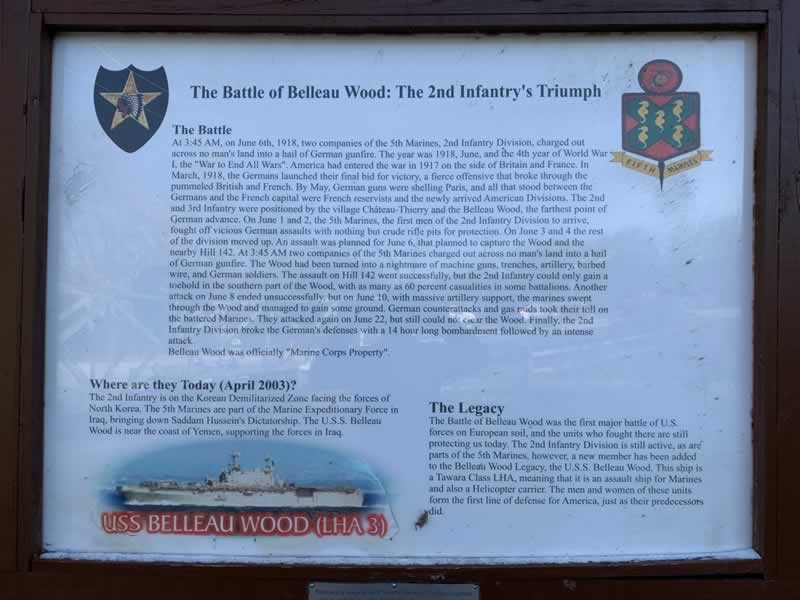 The Battle of Belleau Wood: The 2nd Infantry's Triumph
FIFTH MARINES
The Battle
At 3:45 AM, on June 6th, 1918, two companies of the 5th Marines, 2nd Infantry Division, charged out
across no man's land into a hail of German gunfire. The year was 1918, June, and the 4th year of World War
I, the "War to End All Wars". America had entered the war in 1917 on the side of Britain and France. In
March, 1918, the Germans launched their final bid for victory, a fierce offensive that broke through the
pummeled British and French. By May, German guns were shelling Paris, and all that stood between the
Germans and the French capital were French reservists and the newly arrived American Divisions. The 2nd
and 3rd Infantry were positioned by the village Château-Thierry and the Belleau Wood, the farthest point of
German advance. On June 1 and 2, the 5th Marines, the first men of the 2nd Infantry Division to arrive,
fought off vicious German assaults with nothing but crude rifle pits for protection. On June 3 and 4 the rest
of the division moved up. An assault was planned for June 6, that planned to capture the Wood and the
nearby Hill 142. At 3:45 AM two companies of the 5th Marines charged out across no man's land into a hail
of German gunfire. The Wood had been turned into a nightmare of machine guns, trenches, artillery, barbed
wire, and German soldiers. The assault on Hill 142 went successfully, but the 2nd Infantry could only gain a
toehold in the southern part of the Wood, with as many as 60 percent casualities in some battalions. Another
attack on June 8 ended unsuccessfully, but on June 10, with massive artillery support, the marines swept
through the Wood and managed to gain some ground. German counterattacks and gas raids took their toll on
the battered Marines. They attacked again on June 22, but still could not clear the Wood. Finally, the 2nd
Infantry Division broke the German's defenses with a 14 hour long bombardment followed by an intense
attack.
Belleau Wood was officially "Marine Corps Property".
Where are they Today (April 2003)?
The 2nd Infantry is on the Korean Demilitarized Zone facing the forces of
North Korea. The 5th Marines are part of the Marine Expeditionary Force in
Iraq, bringing down Saddam Hussein's Dictatorship. The U.S.S. Belleau
Wood is near the coast of Yemen, supporting the forces in Iraq.
USS BELLEAU WOOD (LHA 3)
The Legacy
The Battle of Belleau Wood was the first major battle of U.S.
forces on European soil, and the units who fought there are still
protecting us today. The 2nd Infantry Division is still active, as are
parts of the 5th Marines, however, a new member has been added
to the Belleau Wood Legacy, the U.S.S. Belleau Wood. This ship is
a Tawara Class LHA, meaning that it is an assault ship for Marines
and also a Helicopter carrier. The men and women of these units
form the first line of defense for America, just as their predecessors
did.